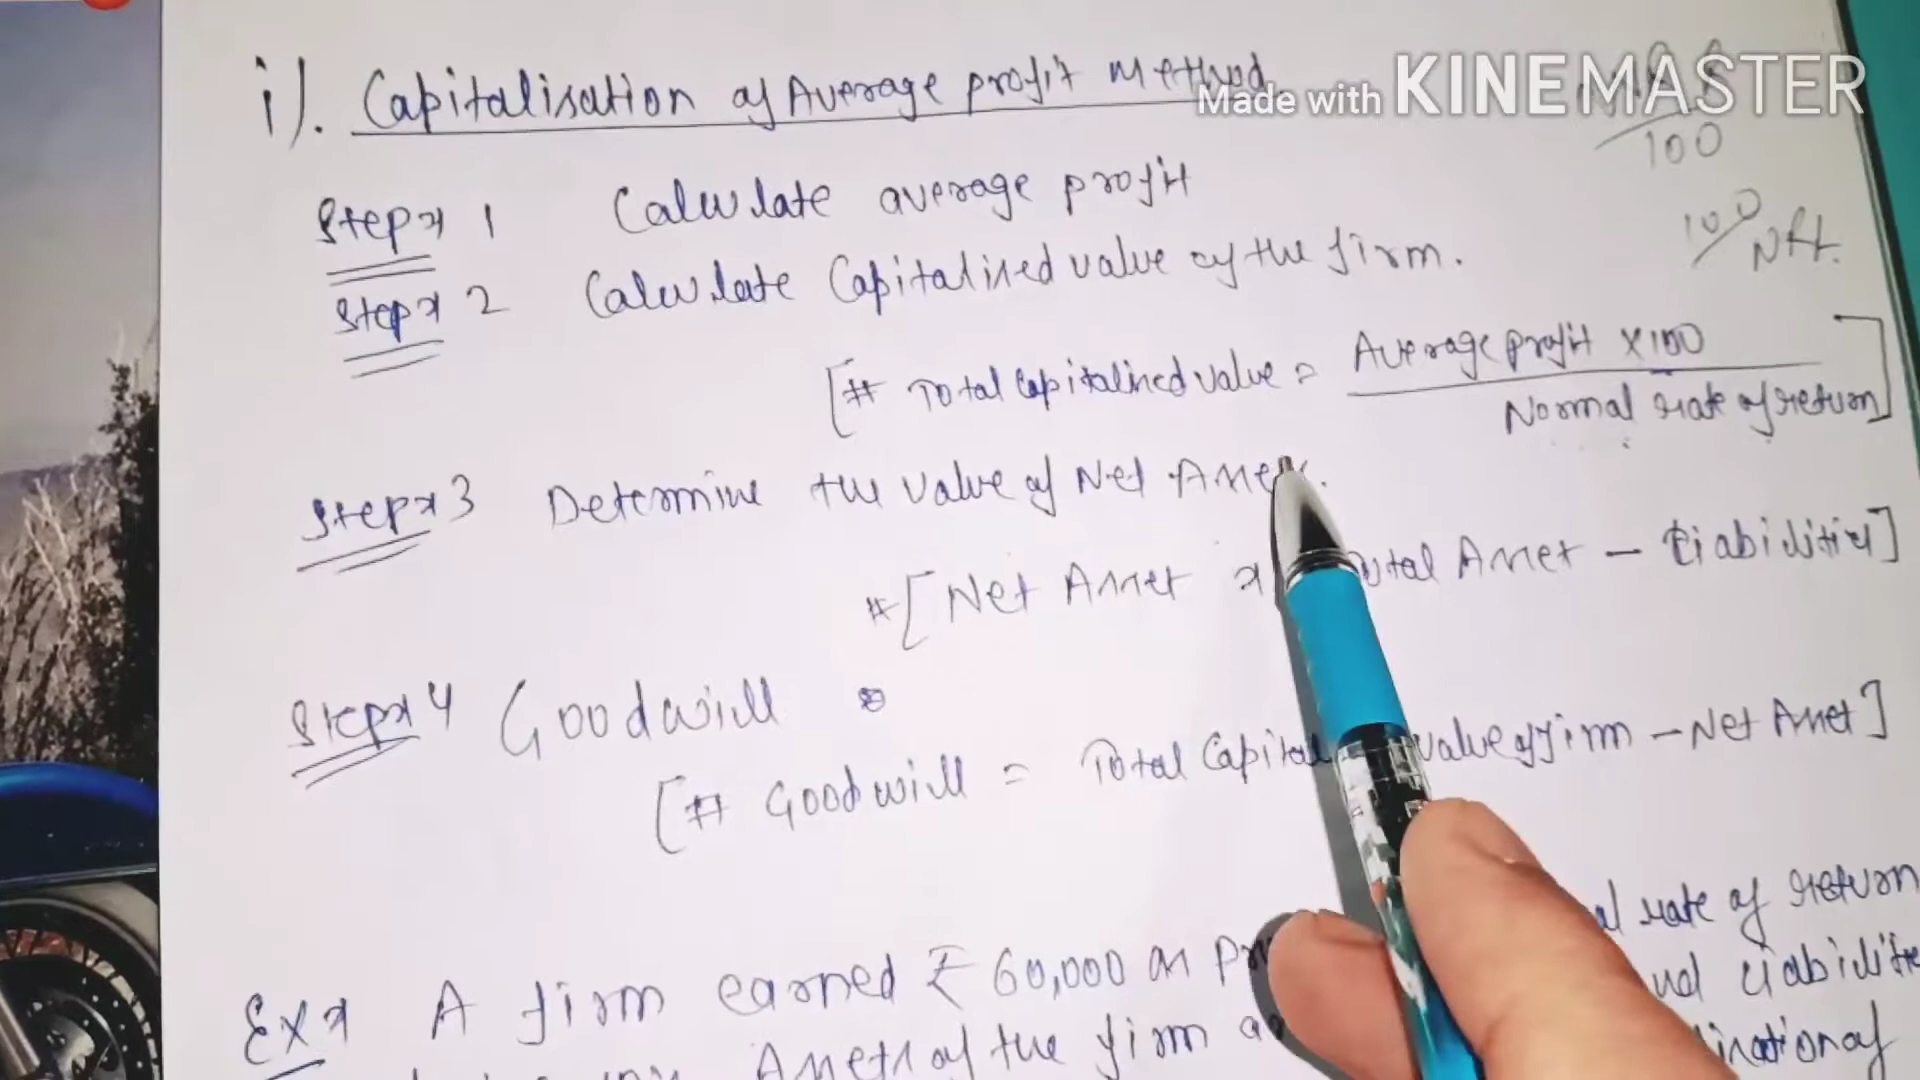 i). Capitalisation of Average profit Method.
Made with KINEMASTER
100
Step 1 Calculate average profit
100/NRR.
Step 2 Calculate Capitalised value of the firm.
[# Total Capitalised value = Average profit x100
Normal rate of return]
Step 3 Determine the value of Net Asset.
#[Net Asset = Total Asset - Liabilities]
Step 4 Goodwill
[# Goodwill = Total Capital value of firm - Net Asset]
Ex A firm earned ₹ 60,000 as rate of return
Assets of the firm and liabilities